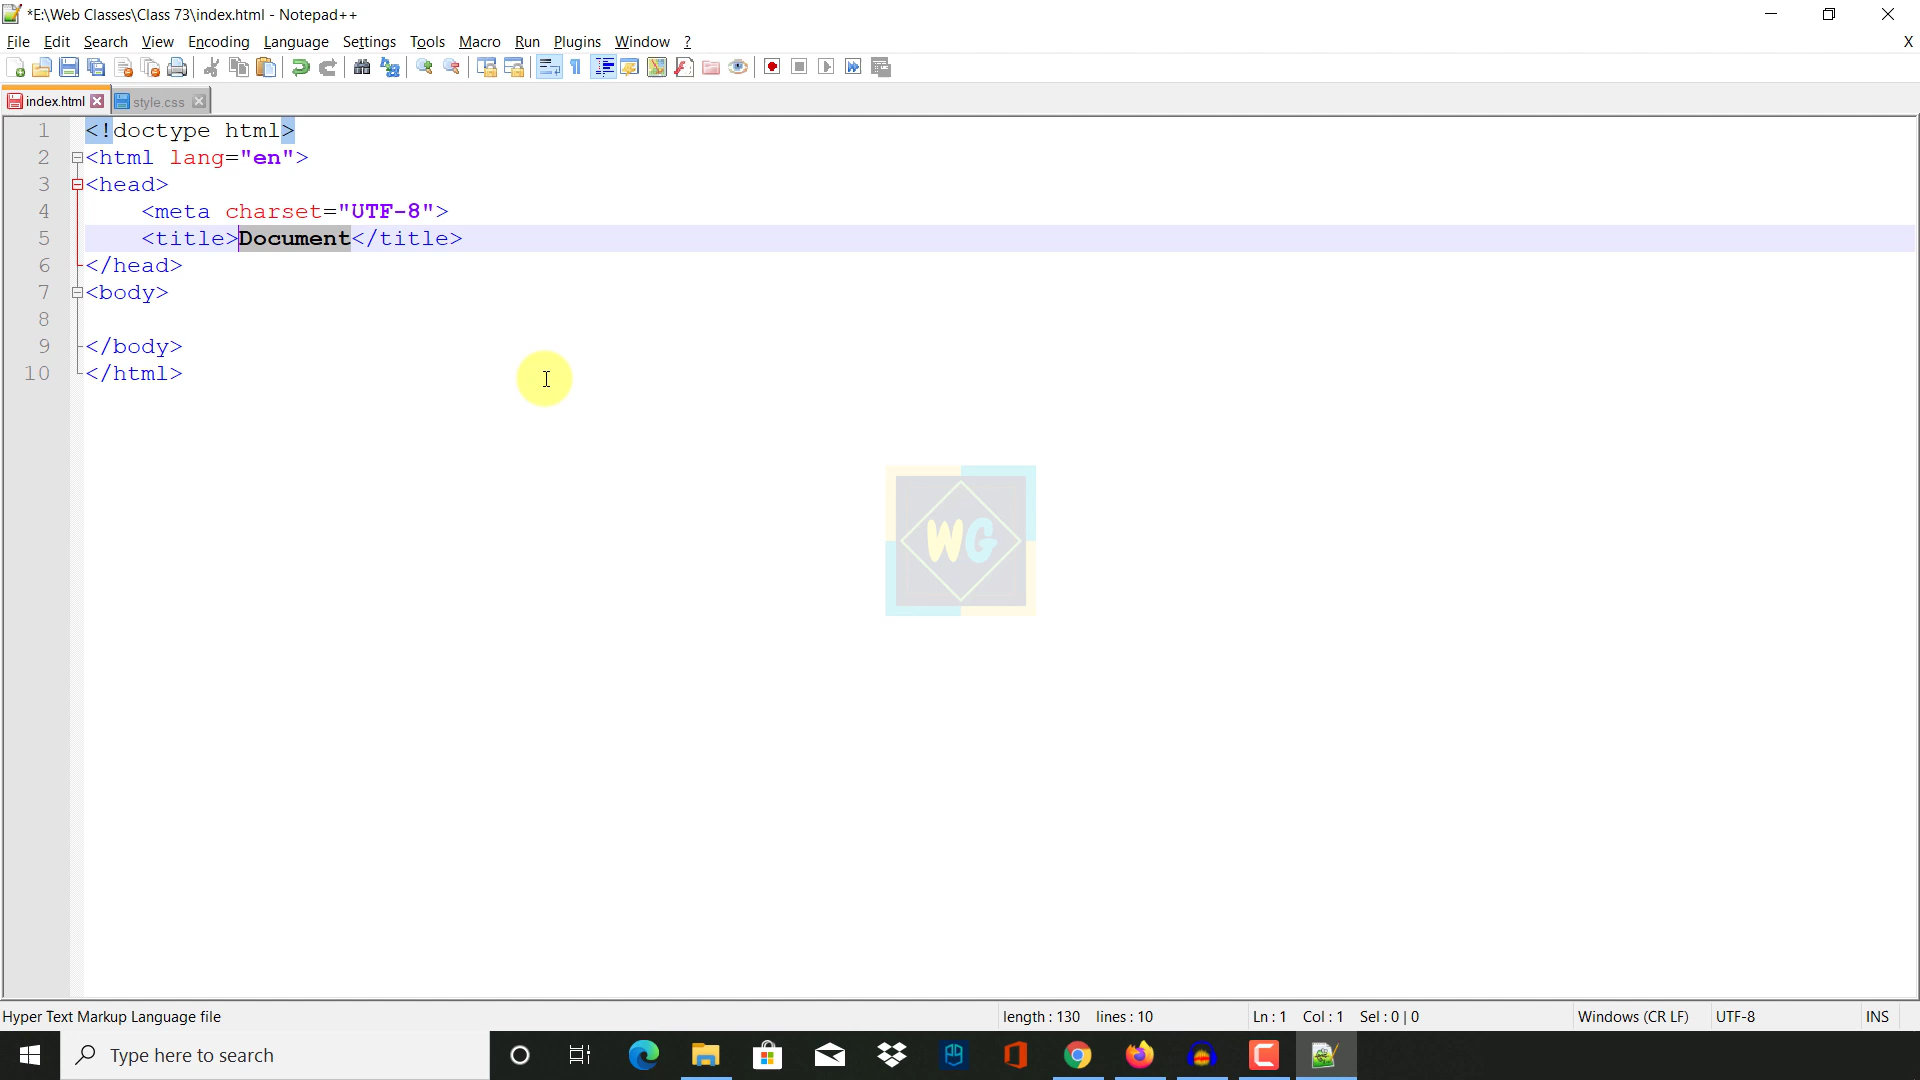 *E:\Web Classes\Class 73\index.html - Notepad++
File Edit Search View Encoding Language Settings Tools Macro Run Plugins Window ? X
index.html style.css
1 <!doctype html>
2 <html lang="en">
3 <head>
4 <meta charset="UTF-8">
5 <title>Document</title>
6 </head>
7 <body>
8
9 </body>
10 </html>
WG
Hyper Text Markup Language file length : 130 lines : 10 Ln : 1 Col : 1 Sel : 0 | 0 Windows (CR LF) UTF-8 INS
Type here to search